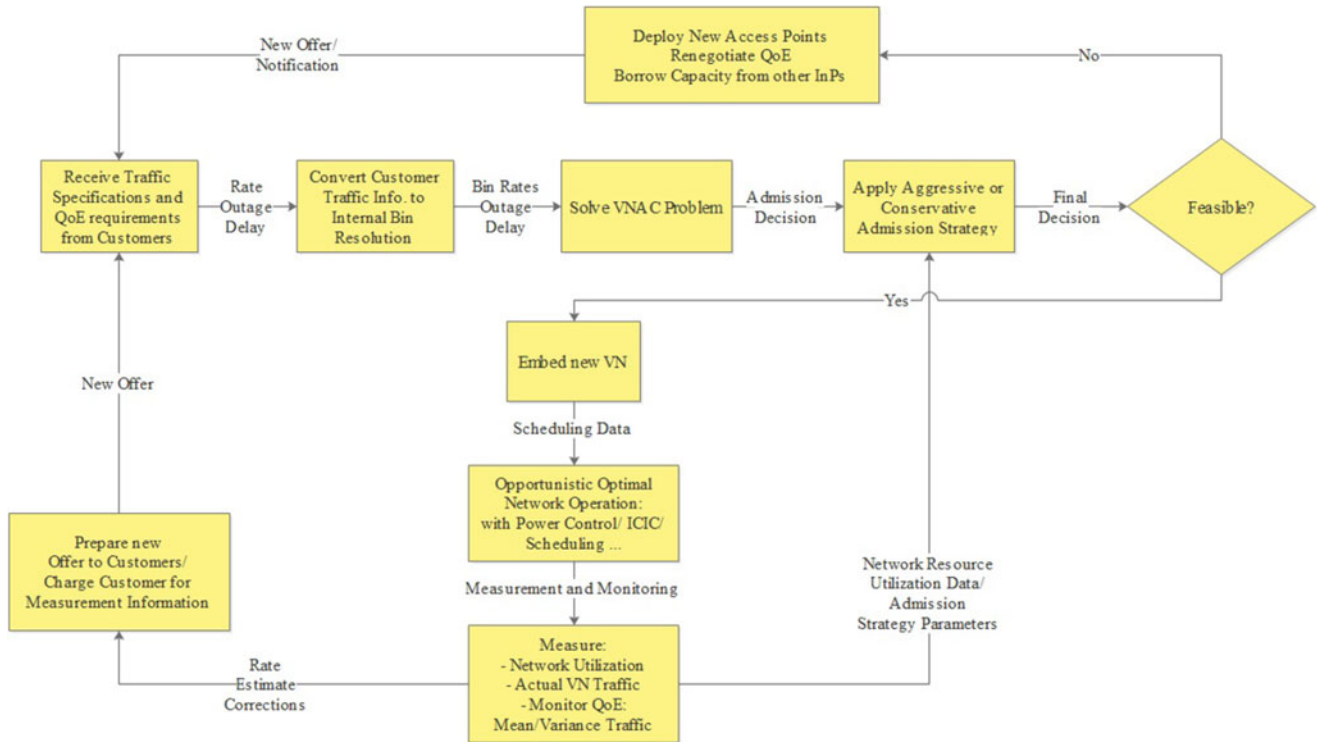 Deploy New Access Points
Renegotiate QoE
Borrow Capacity from other InPs
New Offer/
Notification
No
Receive Traffic
Specifications and
QoE requirements
from Customers
Rate
Outage
Delay
Convert Customer
Traffic Info. to
Internal Bin
Resolution
Bin Rates
Outage
Delay
Solve VNAC Problem
Admission
Decision
Apply Aggressive or
Conservative
Admission Strategy
Final
Decision
Feasible?
Yes
Embed new VN
New Offer
Scheduling Data
Opportunistic Optimal
Network Operation:
with Power Control/ ICIC/
Scheduling ...
Prepare new
Offer to Customers/
Charge Customer for
Measurement Information
Measurement and Monitoring
Network Resource
Utilization Data/
Admission
Strategy Parameters
Measure:
- Network Utilization
- Actual VN Traffic
- Monitor QoE:
Mean/Variance Traffic
Rate
Estimate
Corrections